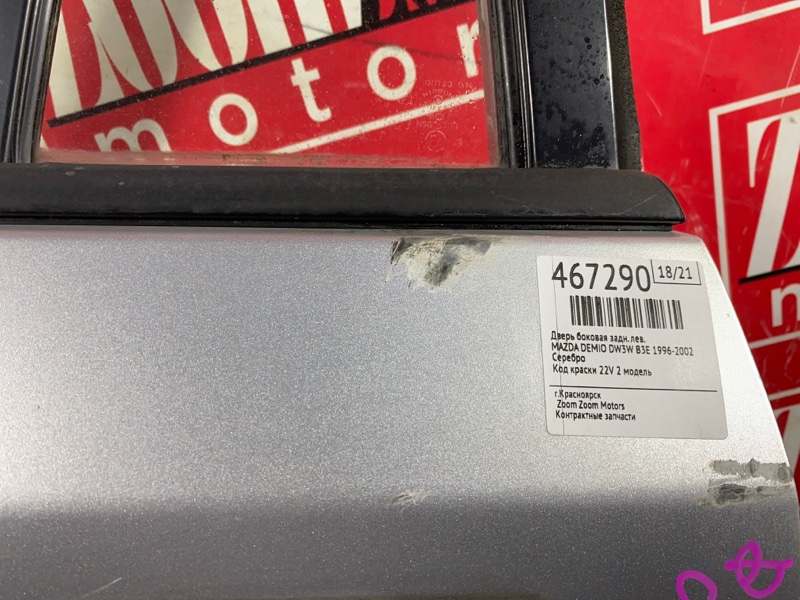 motor
467290 18/21
Дверь боковая задн.лев.
MAZDA DEMIO DW3W B3E 1996-2002
Серебро
Код краски 22V 2 модель
г.Красноярск
Zoom Zoom Motors
Контрактные запчасти